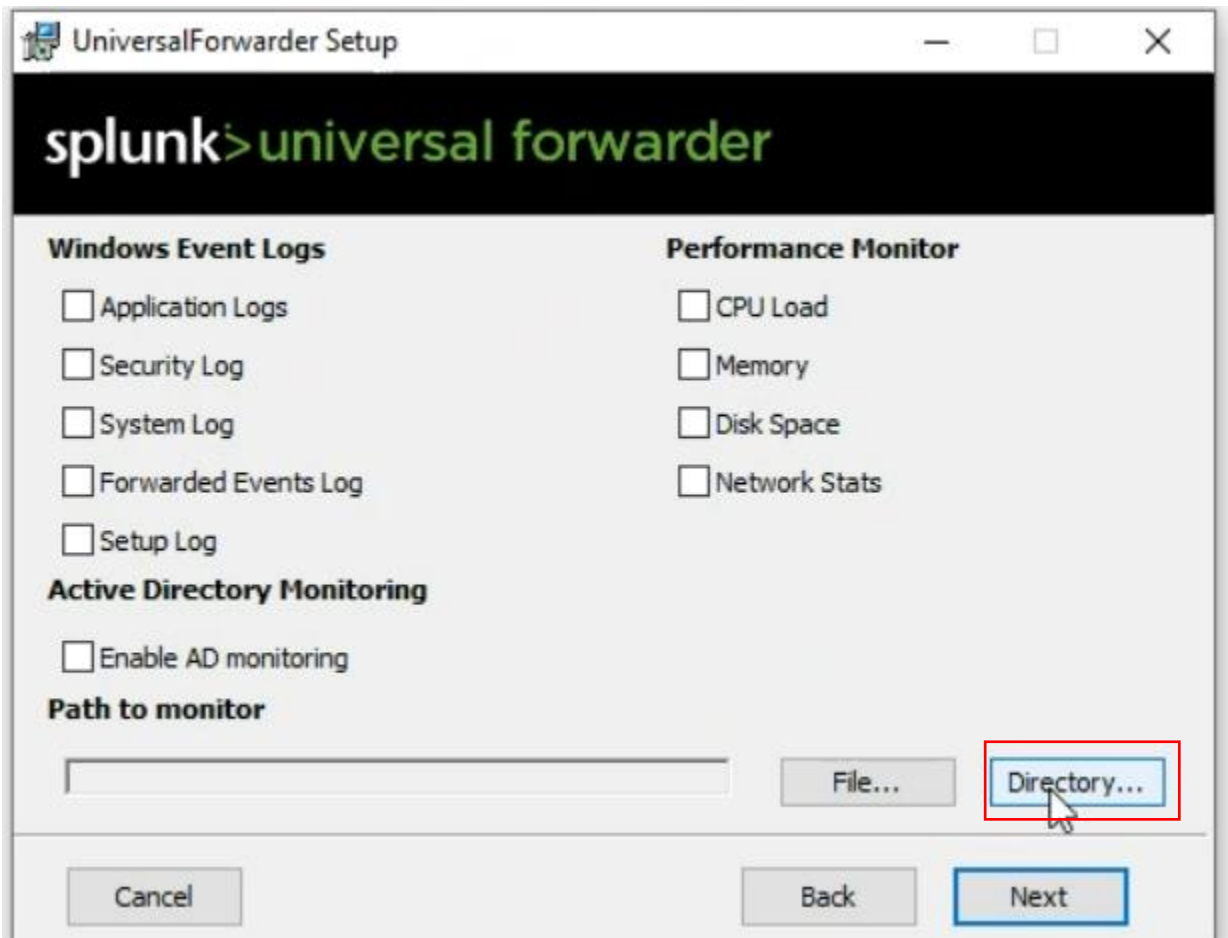 UniversalForwarder Setup
splunk>universal forwarder
Windows Event Logs
Application Logs
Security Log
System Log
Forwarded Events Log
Setup Log
Performance Monitor
CPU Load
Memory
Disk Space
Network Stats
Active Directory Monitoring
Enable AD monitoring
Path to monitor
File...
Directory...
Cancel
Back
Next